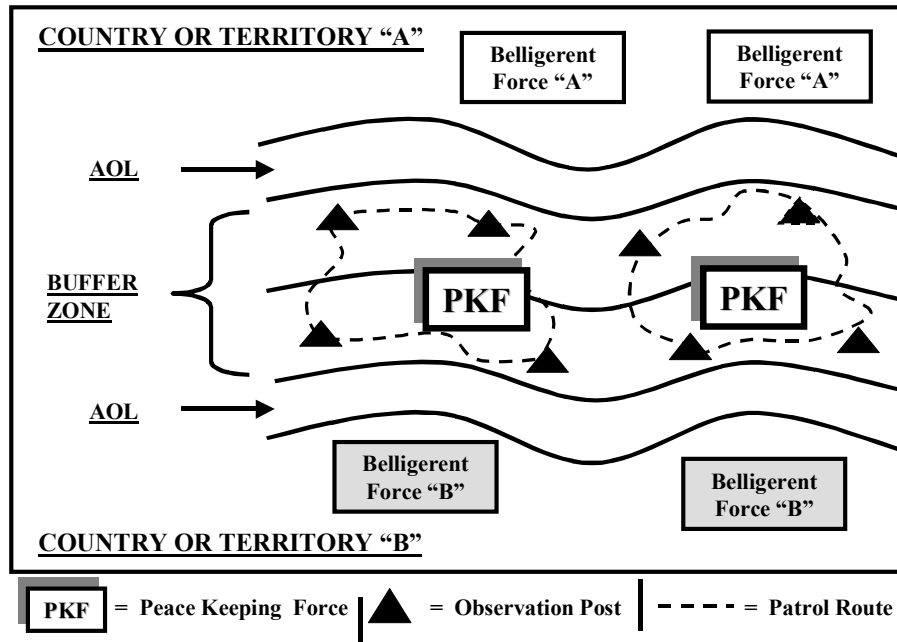 COUNTRY OR TERRITORY “A”
Belligerent
Force “A”
Belligerent
Force “A”
AOL
BUFFER
ZONE
PKF
PKF
AOL
Belligerent
Force “B”
Belligerent
Force “B”
COUNTRY OR TERRITORY “B”
PKF = Peace Keeping Force
= Observation Post
= Patrol Route